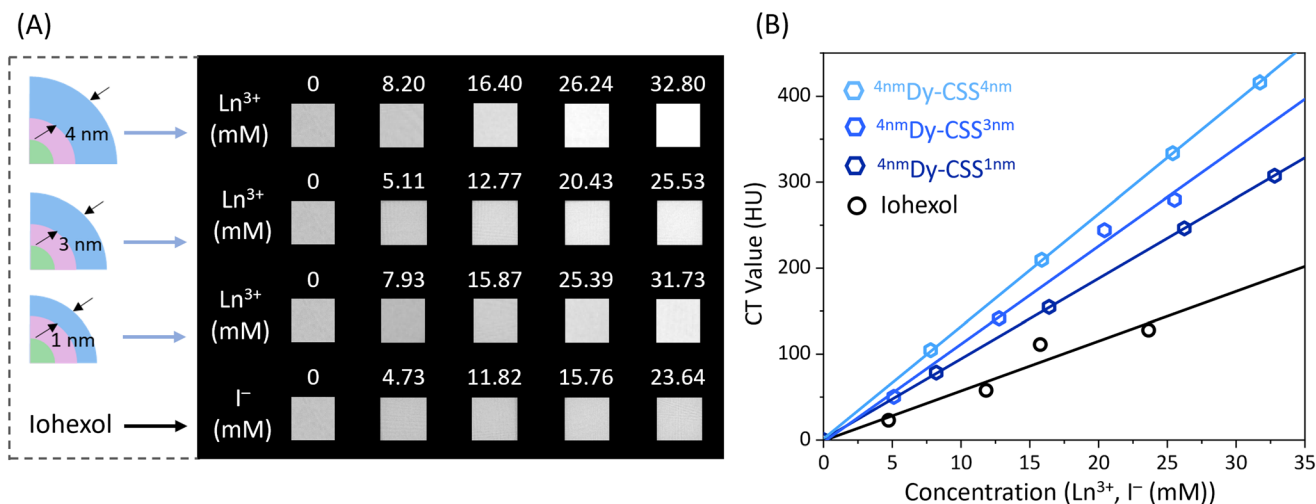 (A)
4 nm
3 nm
1 nm
Iohexol
Ln³⁺
(mM)
0 8.20 16.40 26.24 32.80
Ln³⁺
(mM)
0 5.11 12.77 20.43 25.53
Ln³⁺
(mM)
0 7.93 15.87 25.39 31.73
I⁻
(mM)
0 4.73 11.82 15.76 23.64
(B)
CT Value (HU)
400
300
200
100
0
⁴ⁿᵐDy-CSS⁴ⁿᵐ
⁴ⁿᵐDy-CSS³ⁿᵐ
⁴ⁿᵐDy-CSS¹ⁿᵐ
Iohexol
0 5 10 15 20 25 30 35
Concentration (Ln³⁺, I⁻ (mM))